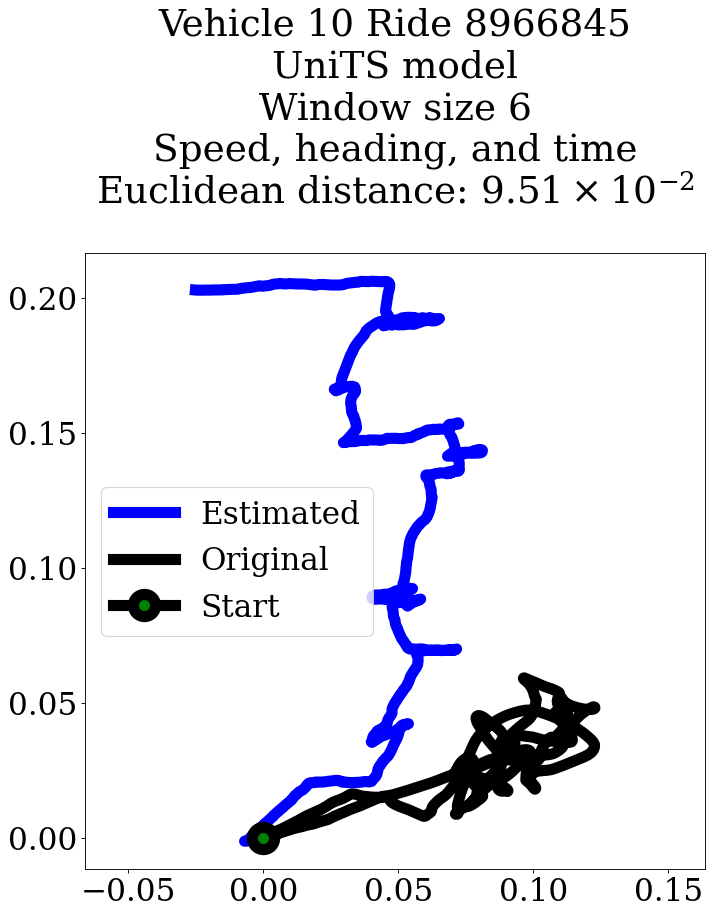 Vehicle 10 Ride 8966845
UniTS model
Window size 6
Speed, heading, and time
Euclidean distance: 9.51 × 10⁻²
0.20
0.15
0.10
0.05
0.00
Estimated
Original
Start
−0.05 0.00 0.05 0.10 0.15